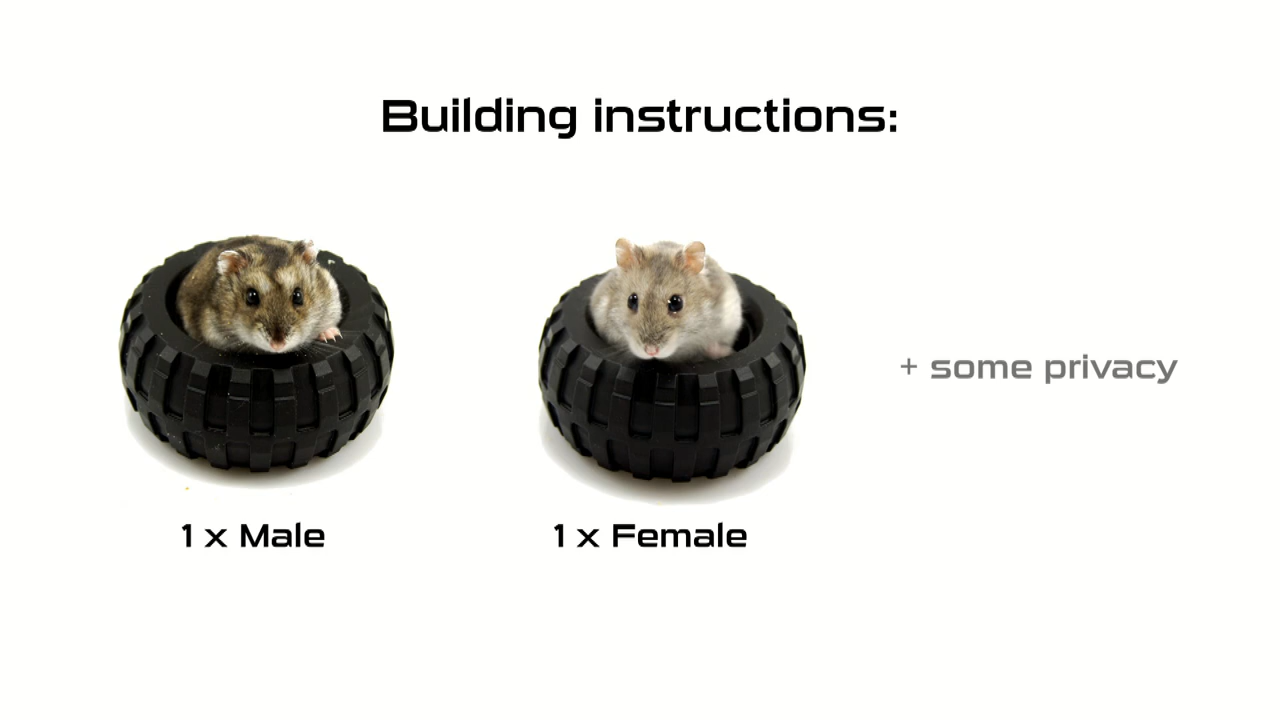 Building instructions:
+ some privacy
1 x Male
1 x Female